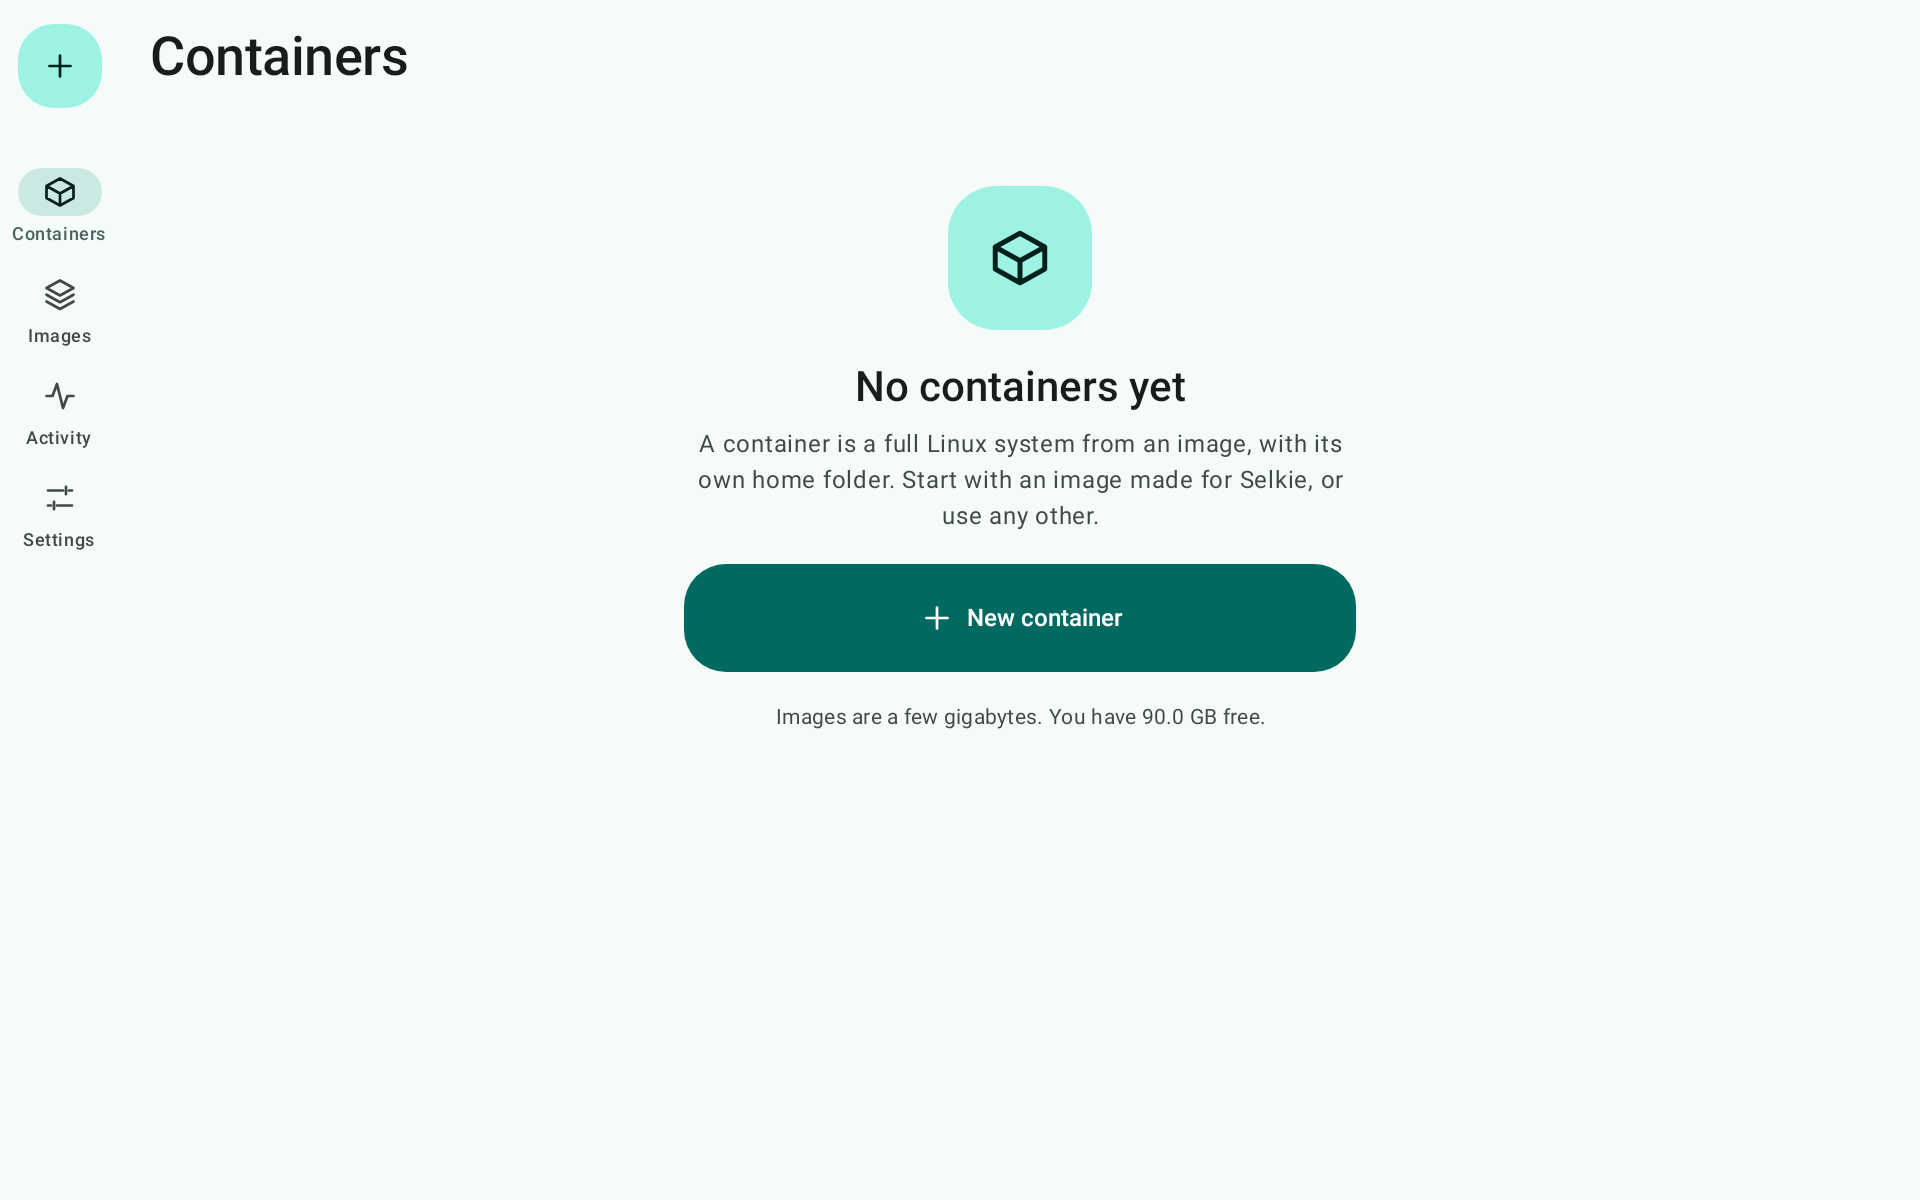 Containers
Containers
Images
Activity
Settings
No containers yet
A container is a full Linux system from an image, with its
own home folder. Start with an image made for Selkie, or
use any other.
New container
Images are a few gigabytes. You have 90.0 GB free.